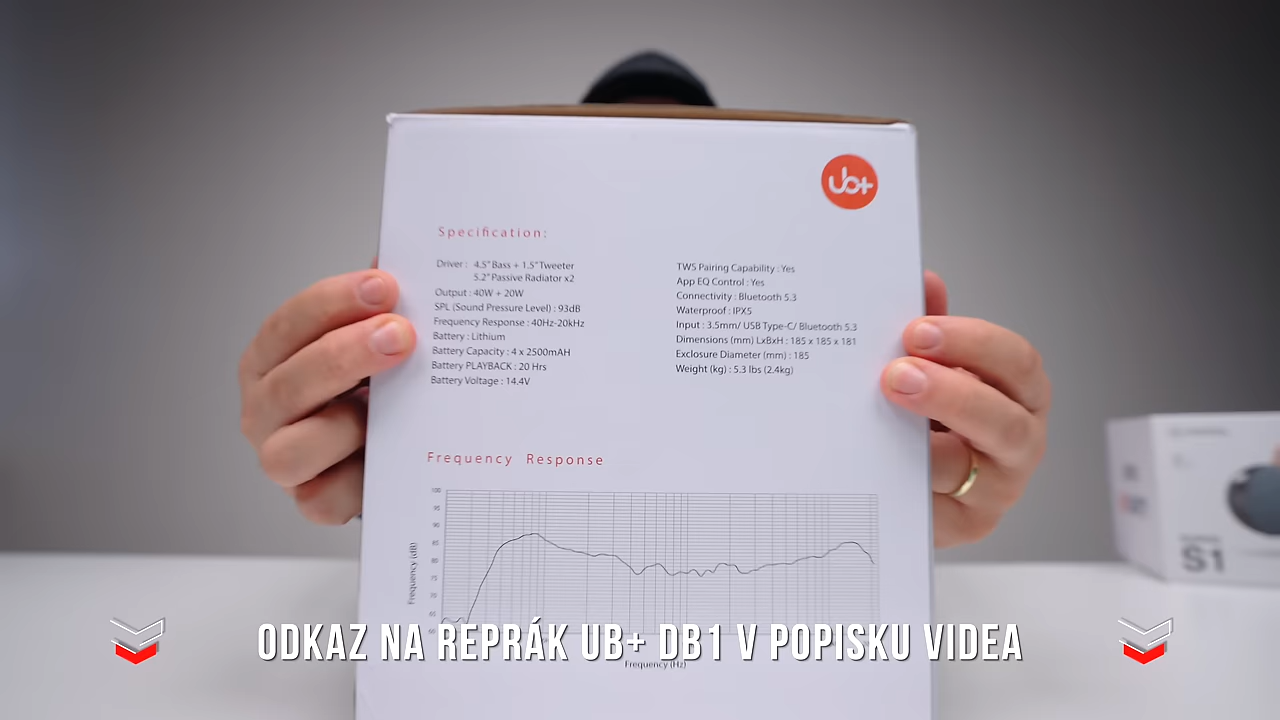 ub+
Specification:
Driver : 4.5" Bass + 1.5" Tweeter
5.2" Passive Radiator x2
Output : 40W + 20W
SPL (Sound Pressure Level) : 93dB
Frequency Response : 40Hz-20kHz
Battery : Lithium
Battery Capacity : 4 x 2500mAH
Battery PLAYBACK : 20 Hrs
Battery Voltage : 14.4V
TWS Pairing Capability : Yes
App EQ Control : Yes
Connectivity : Bluetooth 5.3
Waterproof : IPX5
Input : 3.5mm/ USB Type-C/ Bluetooth 5.3
Dimensions (mm) LxBxH : 185 x 185 x 181
Exclosure Diameter (mm) : 185
Weight (kg) : 5.3 lbs (2.4kg)
Frequency Response
100
95
90
85
80
75
70
65
Frequency (dB)
Frequency (Hz)
S1
ODKAZ NA REPRÁK UB+ DB1 V POPISKU VIDEA